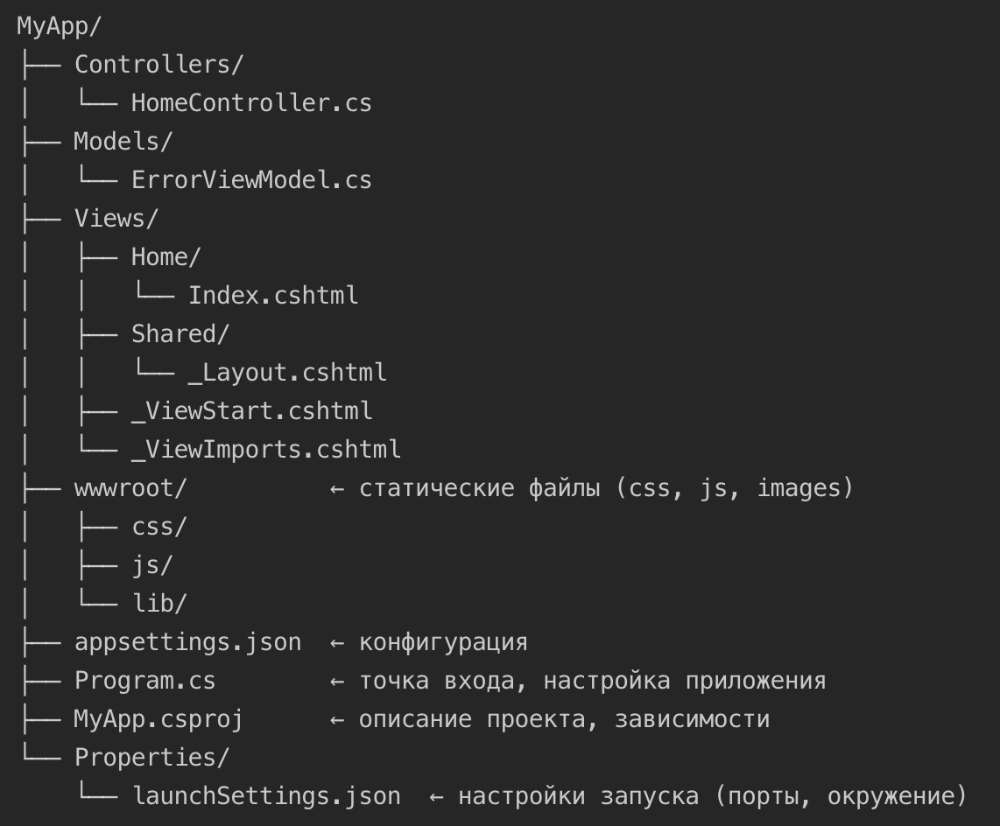 MyApp/
├── Controllers/
│   └── HomeController.cs
├── Models/
│   └── ErrorViewModel.cs
├── Views/
│   ├── Home/
│   │   └── Index.cshtml
│   ├── Shared/
│   │   └── _Layout.cshtml
│   ├── _ViewStart.cshtml
│   └── _ViewImports.cshtml
├── wwwroot/          ← статические файлы (css, js, images)
│   ├── css/
│   ├── js/
│   └── lib/
├── appsettings.json  ← конфигурация
├── Program.cs        ← точка входа, настройка приложения
├── MyApp.csproj      ← описание проекта, зависимости
└── Properties/
    └── launchSettings.json  ← настройки запуска (порты, окружение)